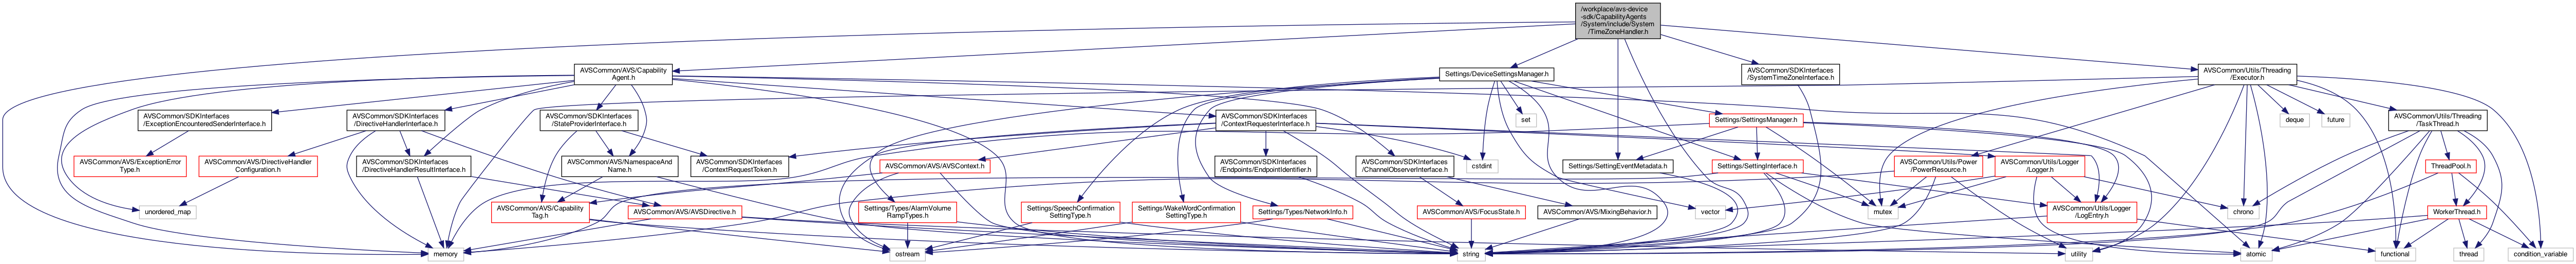 /workplace/avs-device
-sdk/CapabilityAgents
/System/include/System
/TimeZoneHandler.h
AVSCommon/AVS/Capability
Agent.h
Settings/DeviceSettingsManager.h
AVSCommon/SDKInterfaces
/SystemTimeZoneInterface.h
AVSCommon/Utils/Threading
/Executor.h
AVSCommon/SDKInterfaces
/ExceptionEncounteredSenderInterface.h
AVSCommon/SDKInterfaces
/DirectiveHandlerInterface.h
AVSCommon/SDKInterfaces
/StateProviderInterface.h
AVSCommon/SDKInterfaces
/ContextRequesterInterface.h
set
Settings/SettingsManager.h
deque
future
AVSCommon/Utils/Threading
/TaskThread.h
AVSCommon/AVS/ExceptionError
Type.h
AVSCommon/AVS/DirectiveHandler
Configuration.h
AVSCommon/SDKInterfaces
/DirectiveHandlerResultInterface.h
AVSCommon/AVS/NamespaceAnd
Name.h
AVSCommon/SDKInterfaces
/ContextRequestToken.h
AVSCommon/AVS/AVSContext.h
AVSCommon/SDKInterfaces
/Endpoints/EndpointIdentifier.h
AVSCommon/SDKInterfaces
/ChannelObserverInterface.h
cstdint
Settings/SettingEventMetadata.h
Settings/SettingInterface.h
AVSCommon/Utils/Power
/PowerResource.h
AVSCommon/Utils/Logger
/Logger.h
ThreadPool.h
unordered_map
AVSCommon/AVS/Capability
Tag.h
AVSCommon/AVS/AVSDirective.h
Settings/Types/AlarmVolume
RampTypes.h
Settings/SpeechConfirmation
SettingType.h
Settings/WakeWordConfirmation
SettingType.h
Settings/Types/NetworkInfo.h
AVSCommon/AVS/FocusState.h
AVSCommon/AVS/MixingBehavior.h
vector
mutex
AVSCommon/Utils/Logger
/LogEntry.h
chrono
WorkerThread.h
memory
ostream
string
utility
atomic
functional
thread
condition_variable